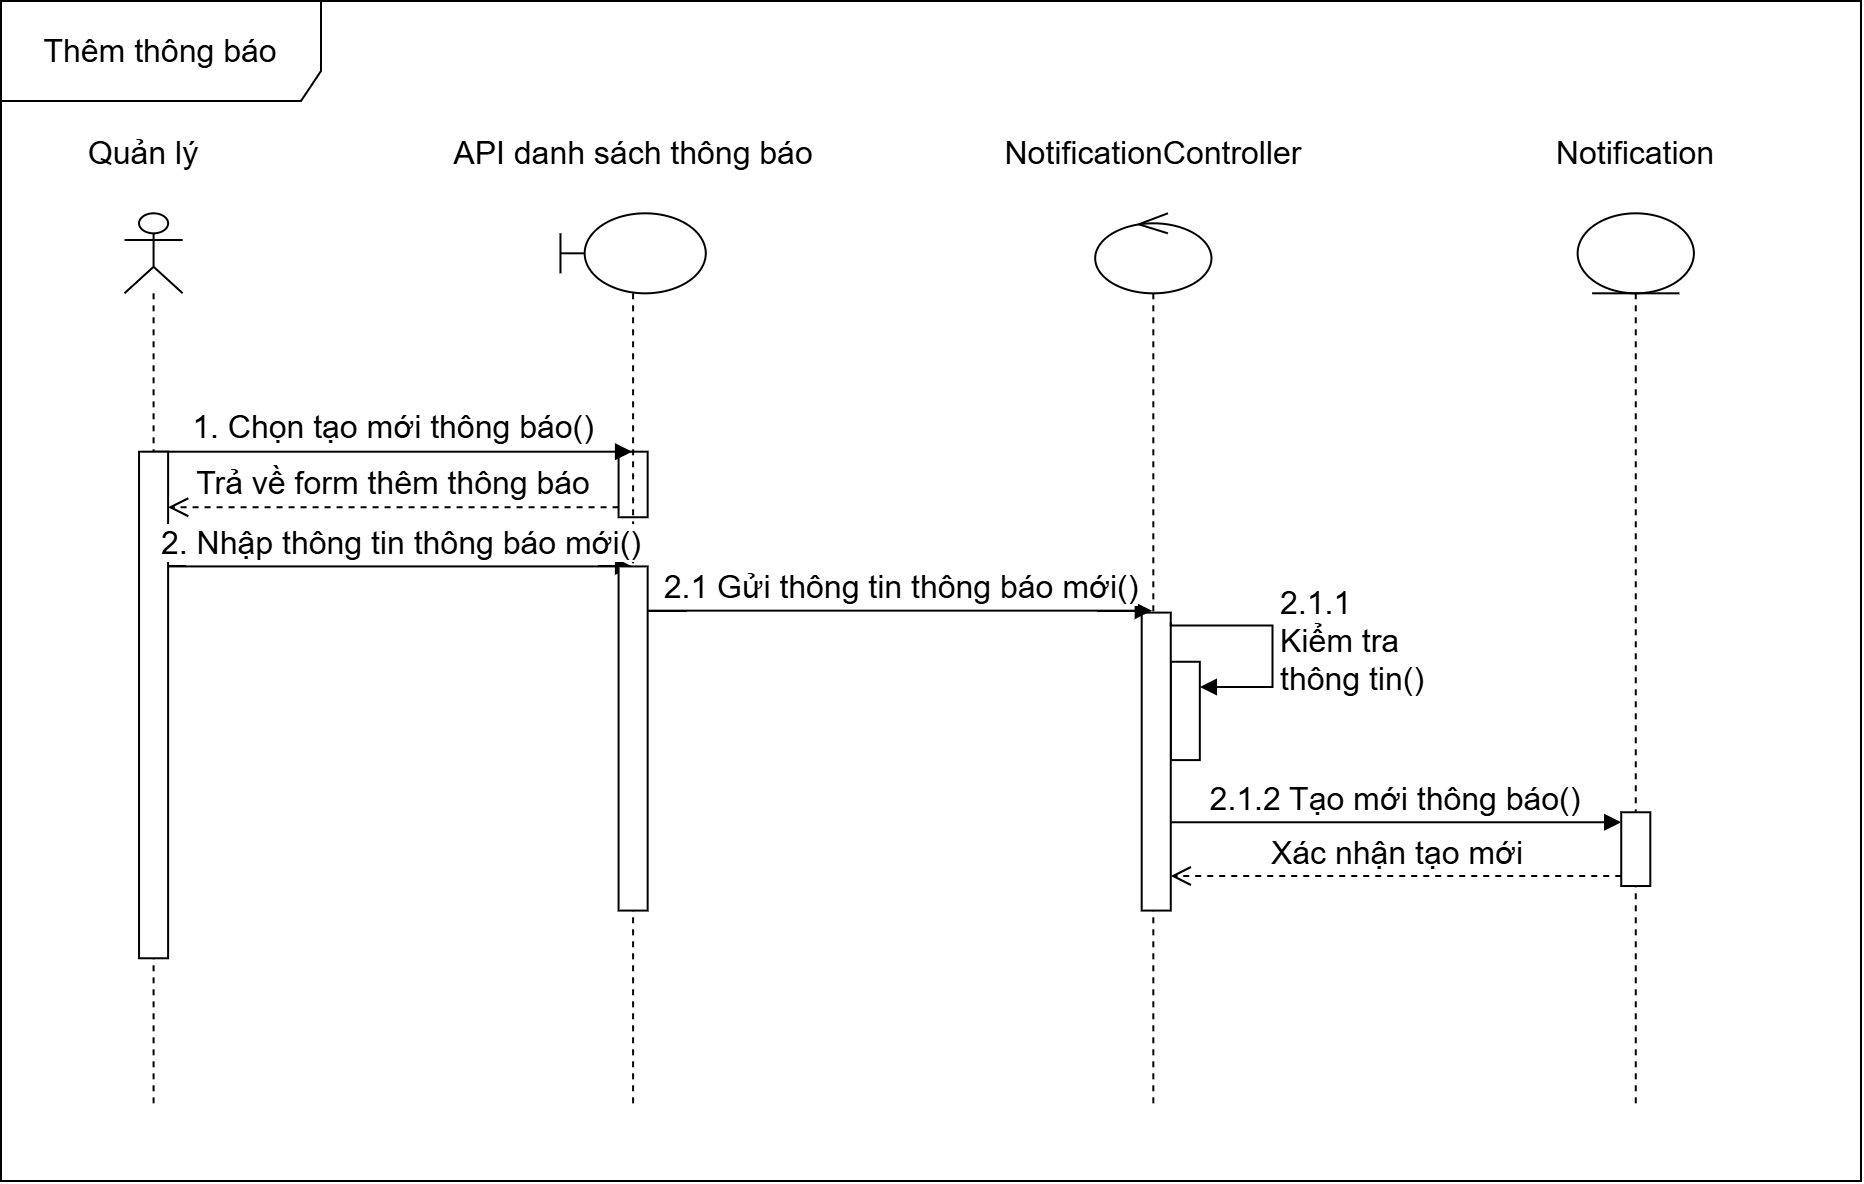 Thêm thông báo
Quản lý
API danh sách thông báo
NotificationController
Notification
1. Chọn tạo mới thông báo()
Trả về form thêm thông báo
2. Nhập thông tin thông báo mới()
2.1 Gửi thông tin thông báo mới()
2.1.1
Kiểm tra
thông tin()
2.1.2 Tạo mới thông báo()
Xác nhận tạo mới